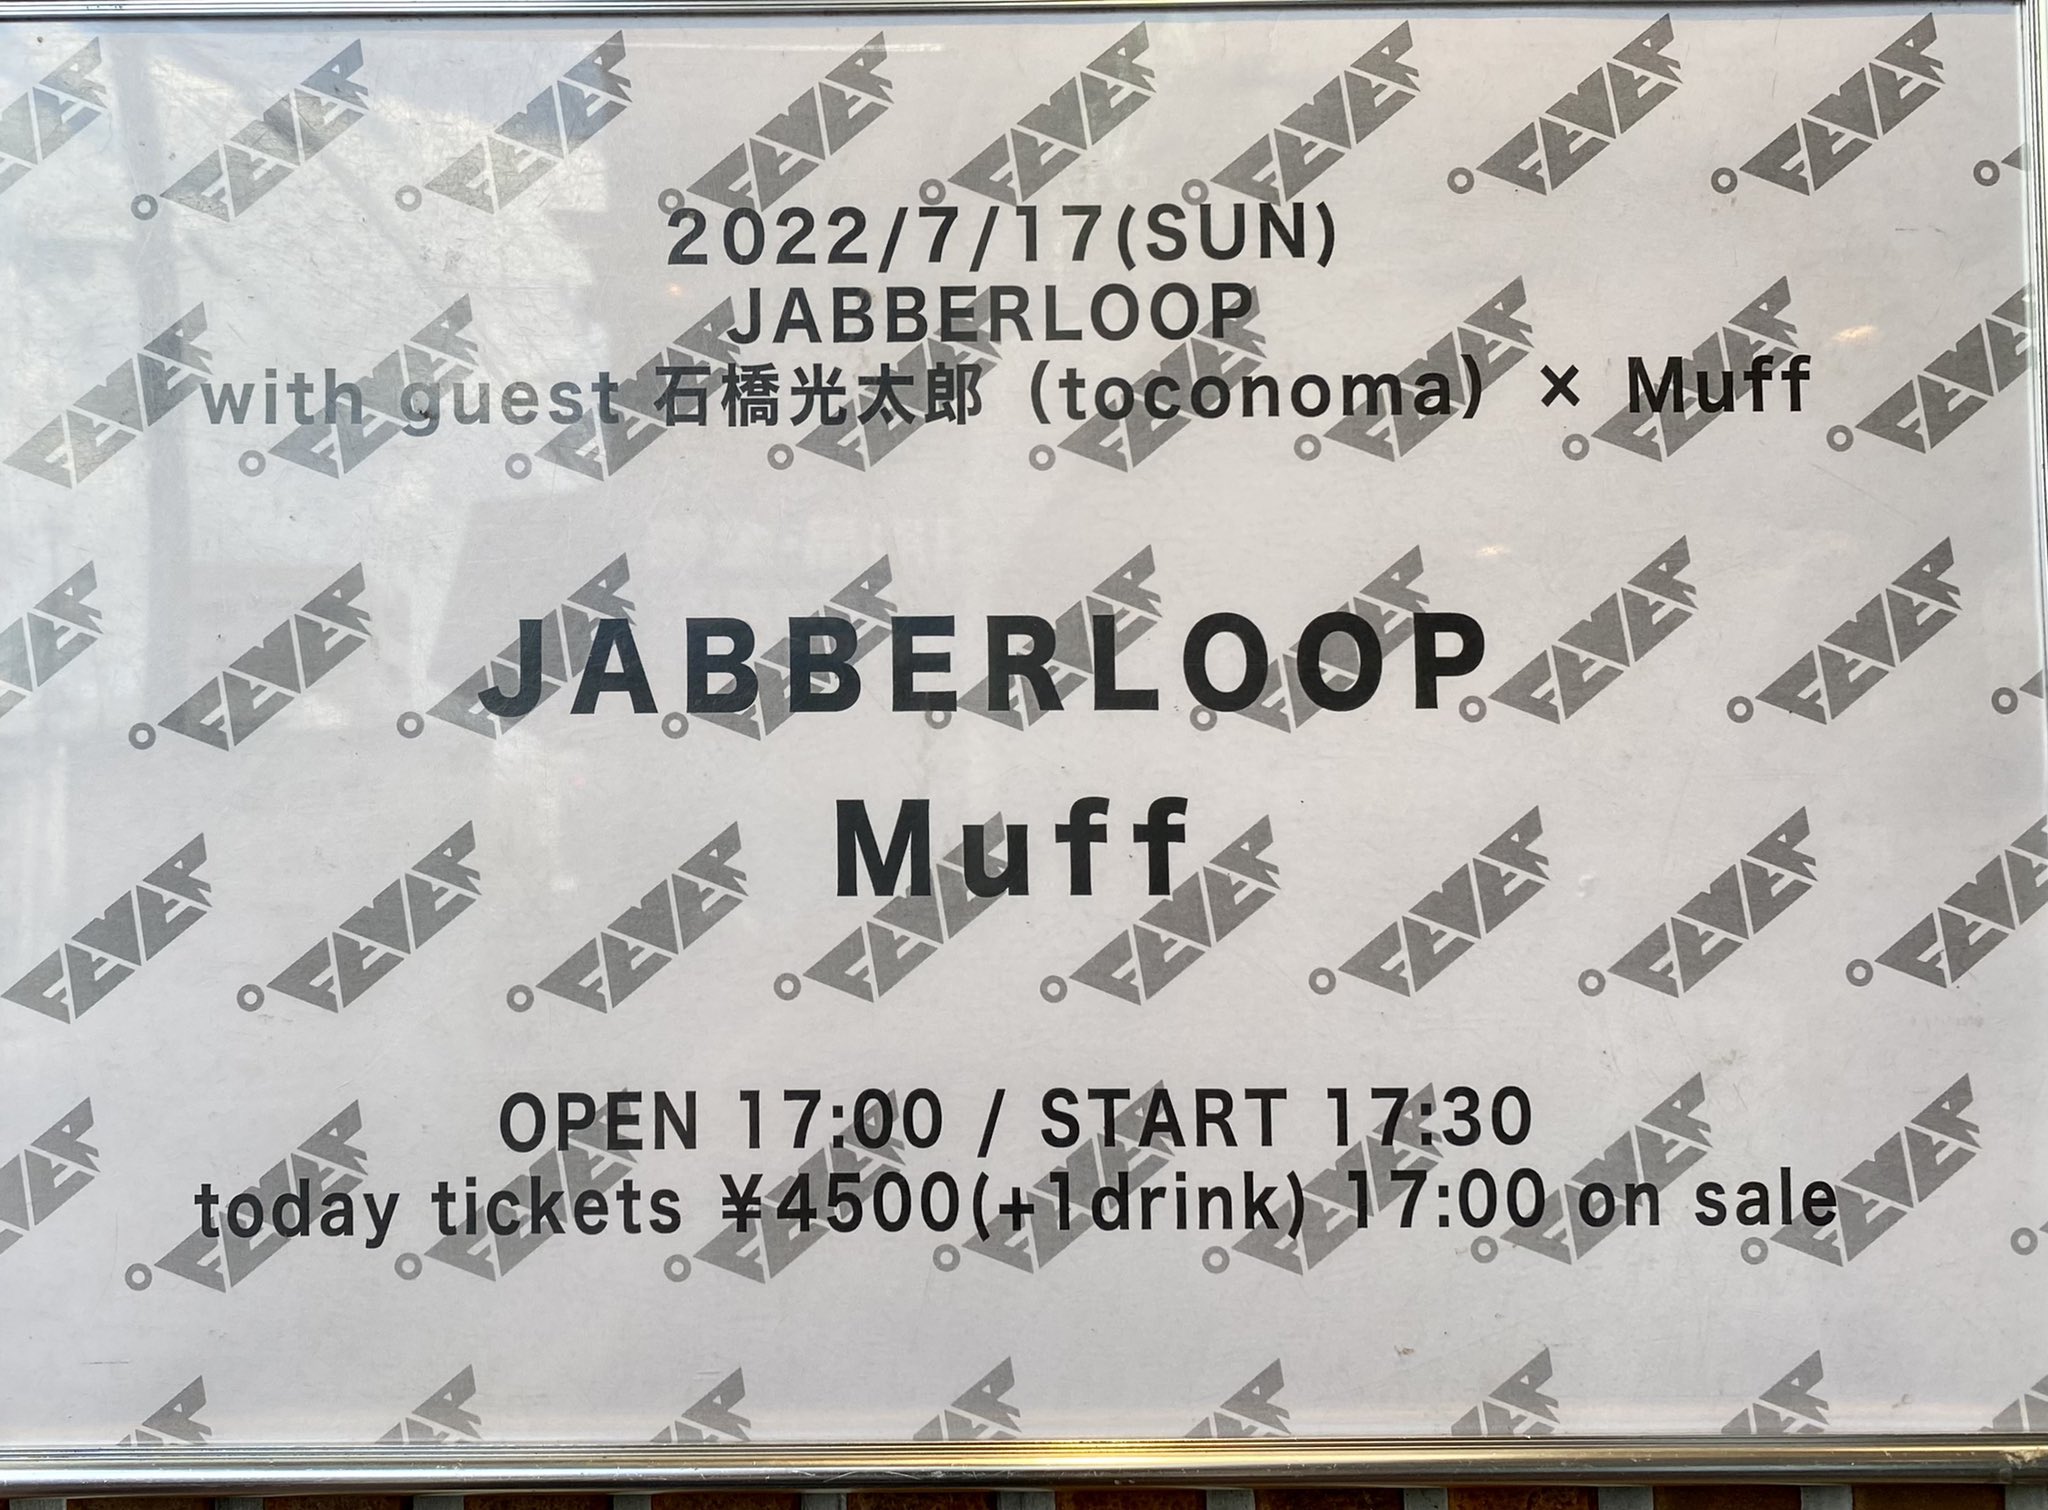 2022/7/17(SUN)
JABBERLOOP
with guest 石橋光太郎（toconoma）× Muff
JABBERLOOP
Muff
OPEN 17:00 / START 17:30
today tickets ¥4500(+1drink) 17:00 on sale
FEVER